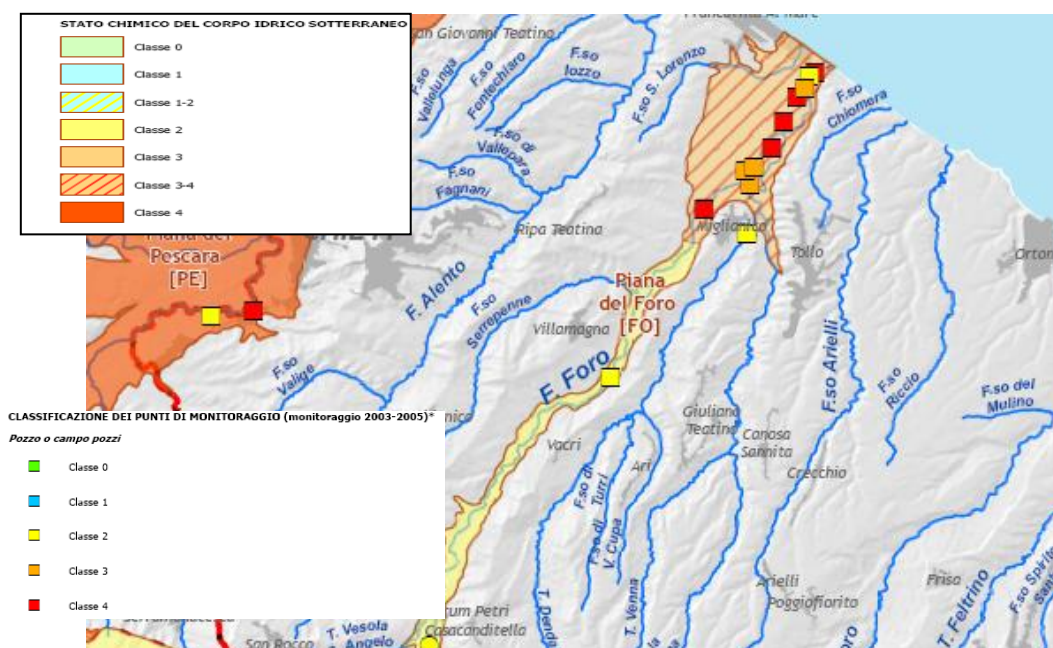 STATO CHIMICO DEL CORPO IDRICO SOTTERRANEO
Classe 0
Classe 1
Classe 1-2
Classe 2
Classe 3
Classe 3-4
Classe 4
San Giovanni Teatino
F.so
Vallelunga
F.so
Fontechiaro
F.so
Iozzo
F.so S. Lorenzo
F.so di
Vallepara
F.so
Fagnani
F.so
Chiomera
Pescara
[PE]
Ripa Teatina
Miglianico
Tollo
F. Alento
F.so
Serrepenne
Piana
del Foro
[FO]
Villamagna
F.so
Valige
F. Foro
F.so Arielli
F.so
Riccio
F.so del
Mulino
CLASSIFICAZIONE DEI PUNTI DI MONITORAGGIO (monitoraggio 2003-2005)*
Pozzo o campo pozzi
Classe 0
Classe 1
Classe 2
Classe 3
Classe 4
Vacri
Ari
Giuliano
Teatino
Canosa
Sannita
Crecchio
F.so di Turri
F.so di
V. Cupa
T. Venna
Arielli
Poggiofiorito
Frisa
T. Feltrino
Casacanditella
San Rocco
T. Vesola